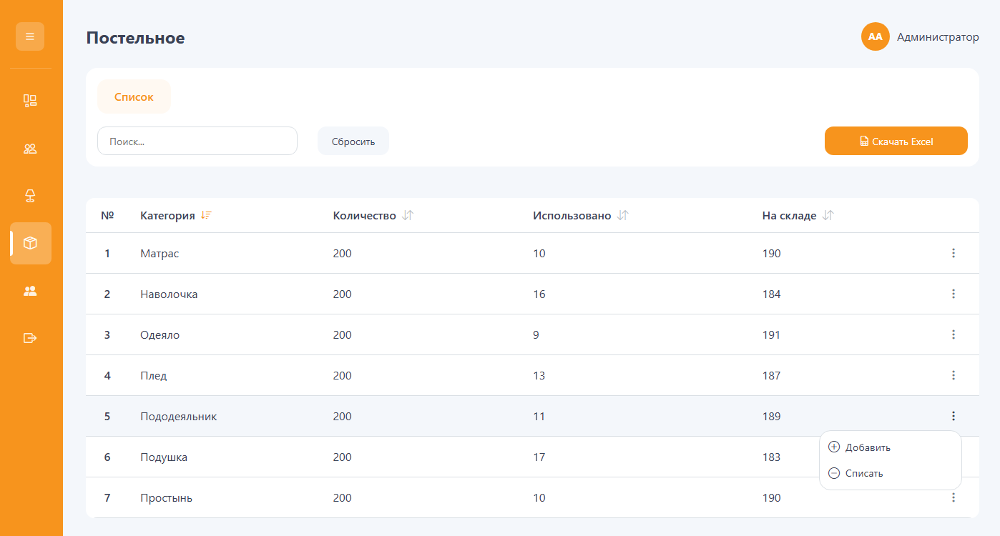 Постельное
АА Администратор
Список
Поиск...
Сбросить
Скачать Excel
№ Категория Количество Использовано На складе
1 Матрас 200 10 190
2 Наволочка 200 16 184
3 Одеяло 200 9 191
4 Плед 200 13 187
5 Пододеяльник 200 11 189
6 Подушка 200 17 183
Добавить
Списать
7 Простынь 200 10 190